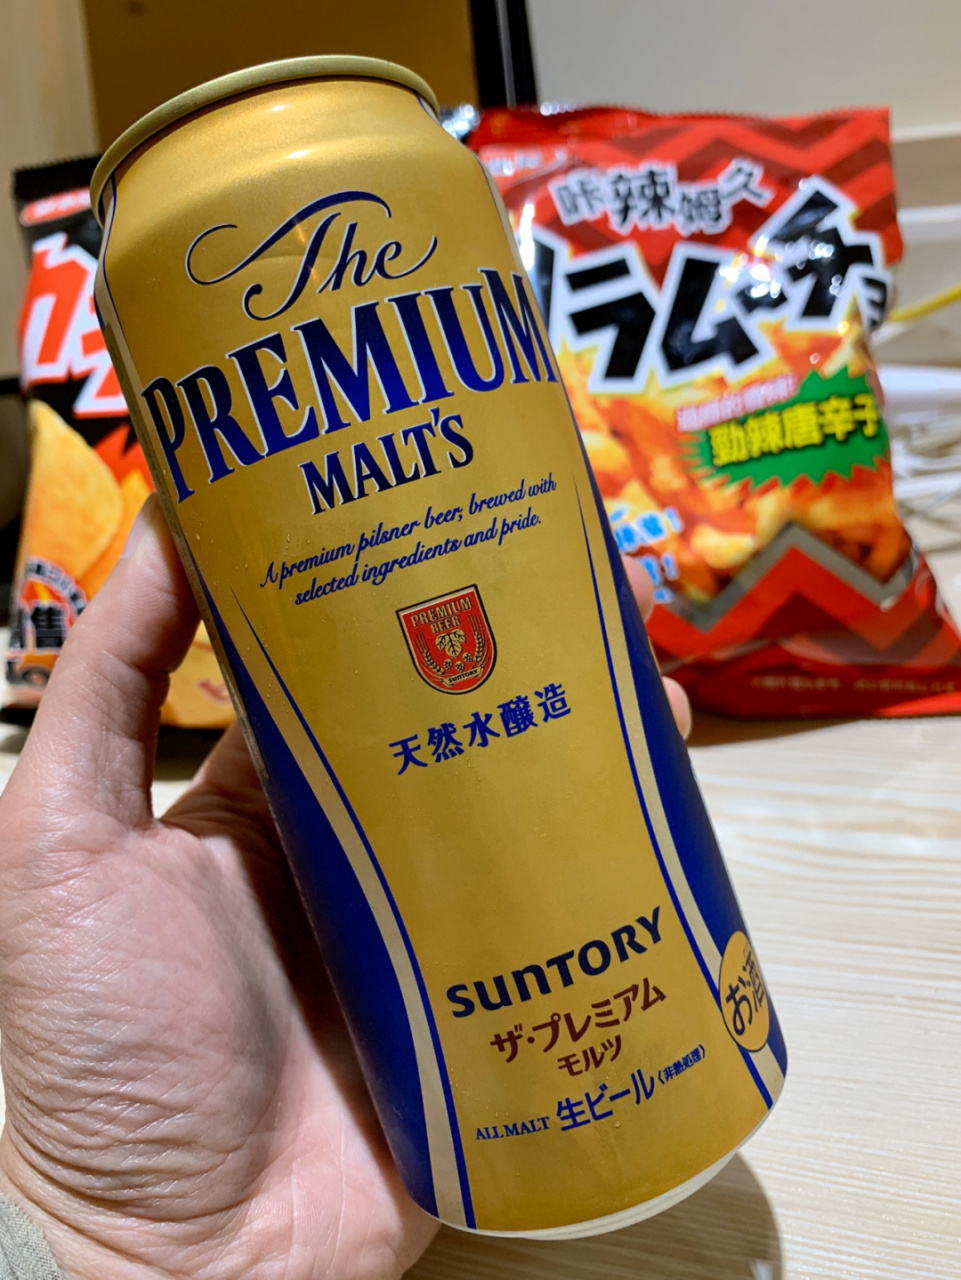 The
PREMIUM
MALT'S
A premium pilsner beer, brewed with
selected ingredients and pride.
PREMIUM
BEER
SUNTORY
天然水醸造
SUNTORY
ザ・プレミアム
モルツ
ALL MALT 生ビール(非熱処理)
お酒
咔辣姆久
ラムーチョ
勁辣唐辛子